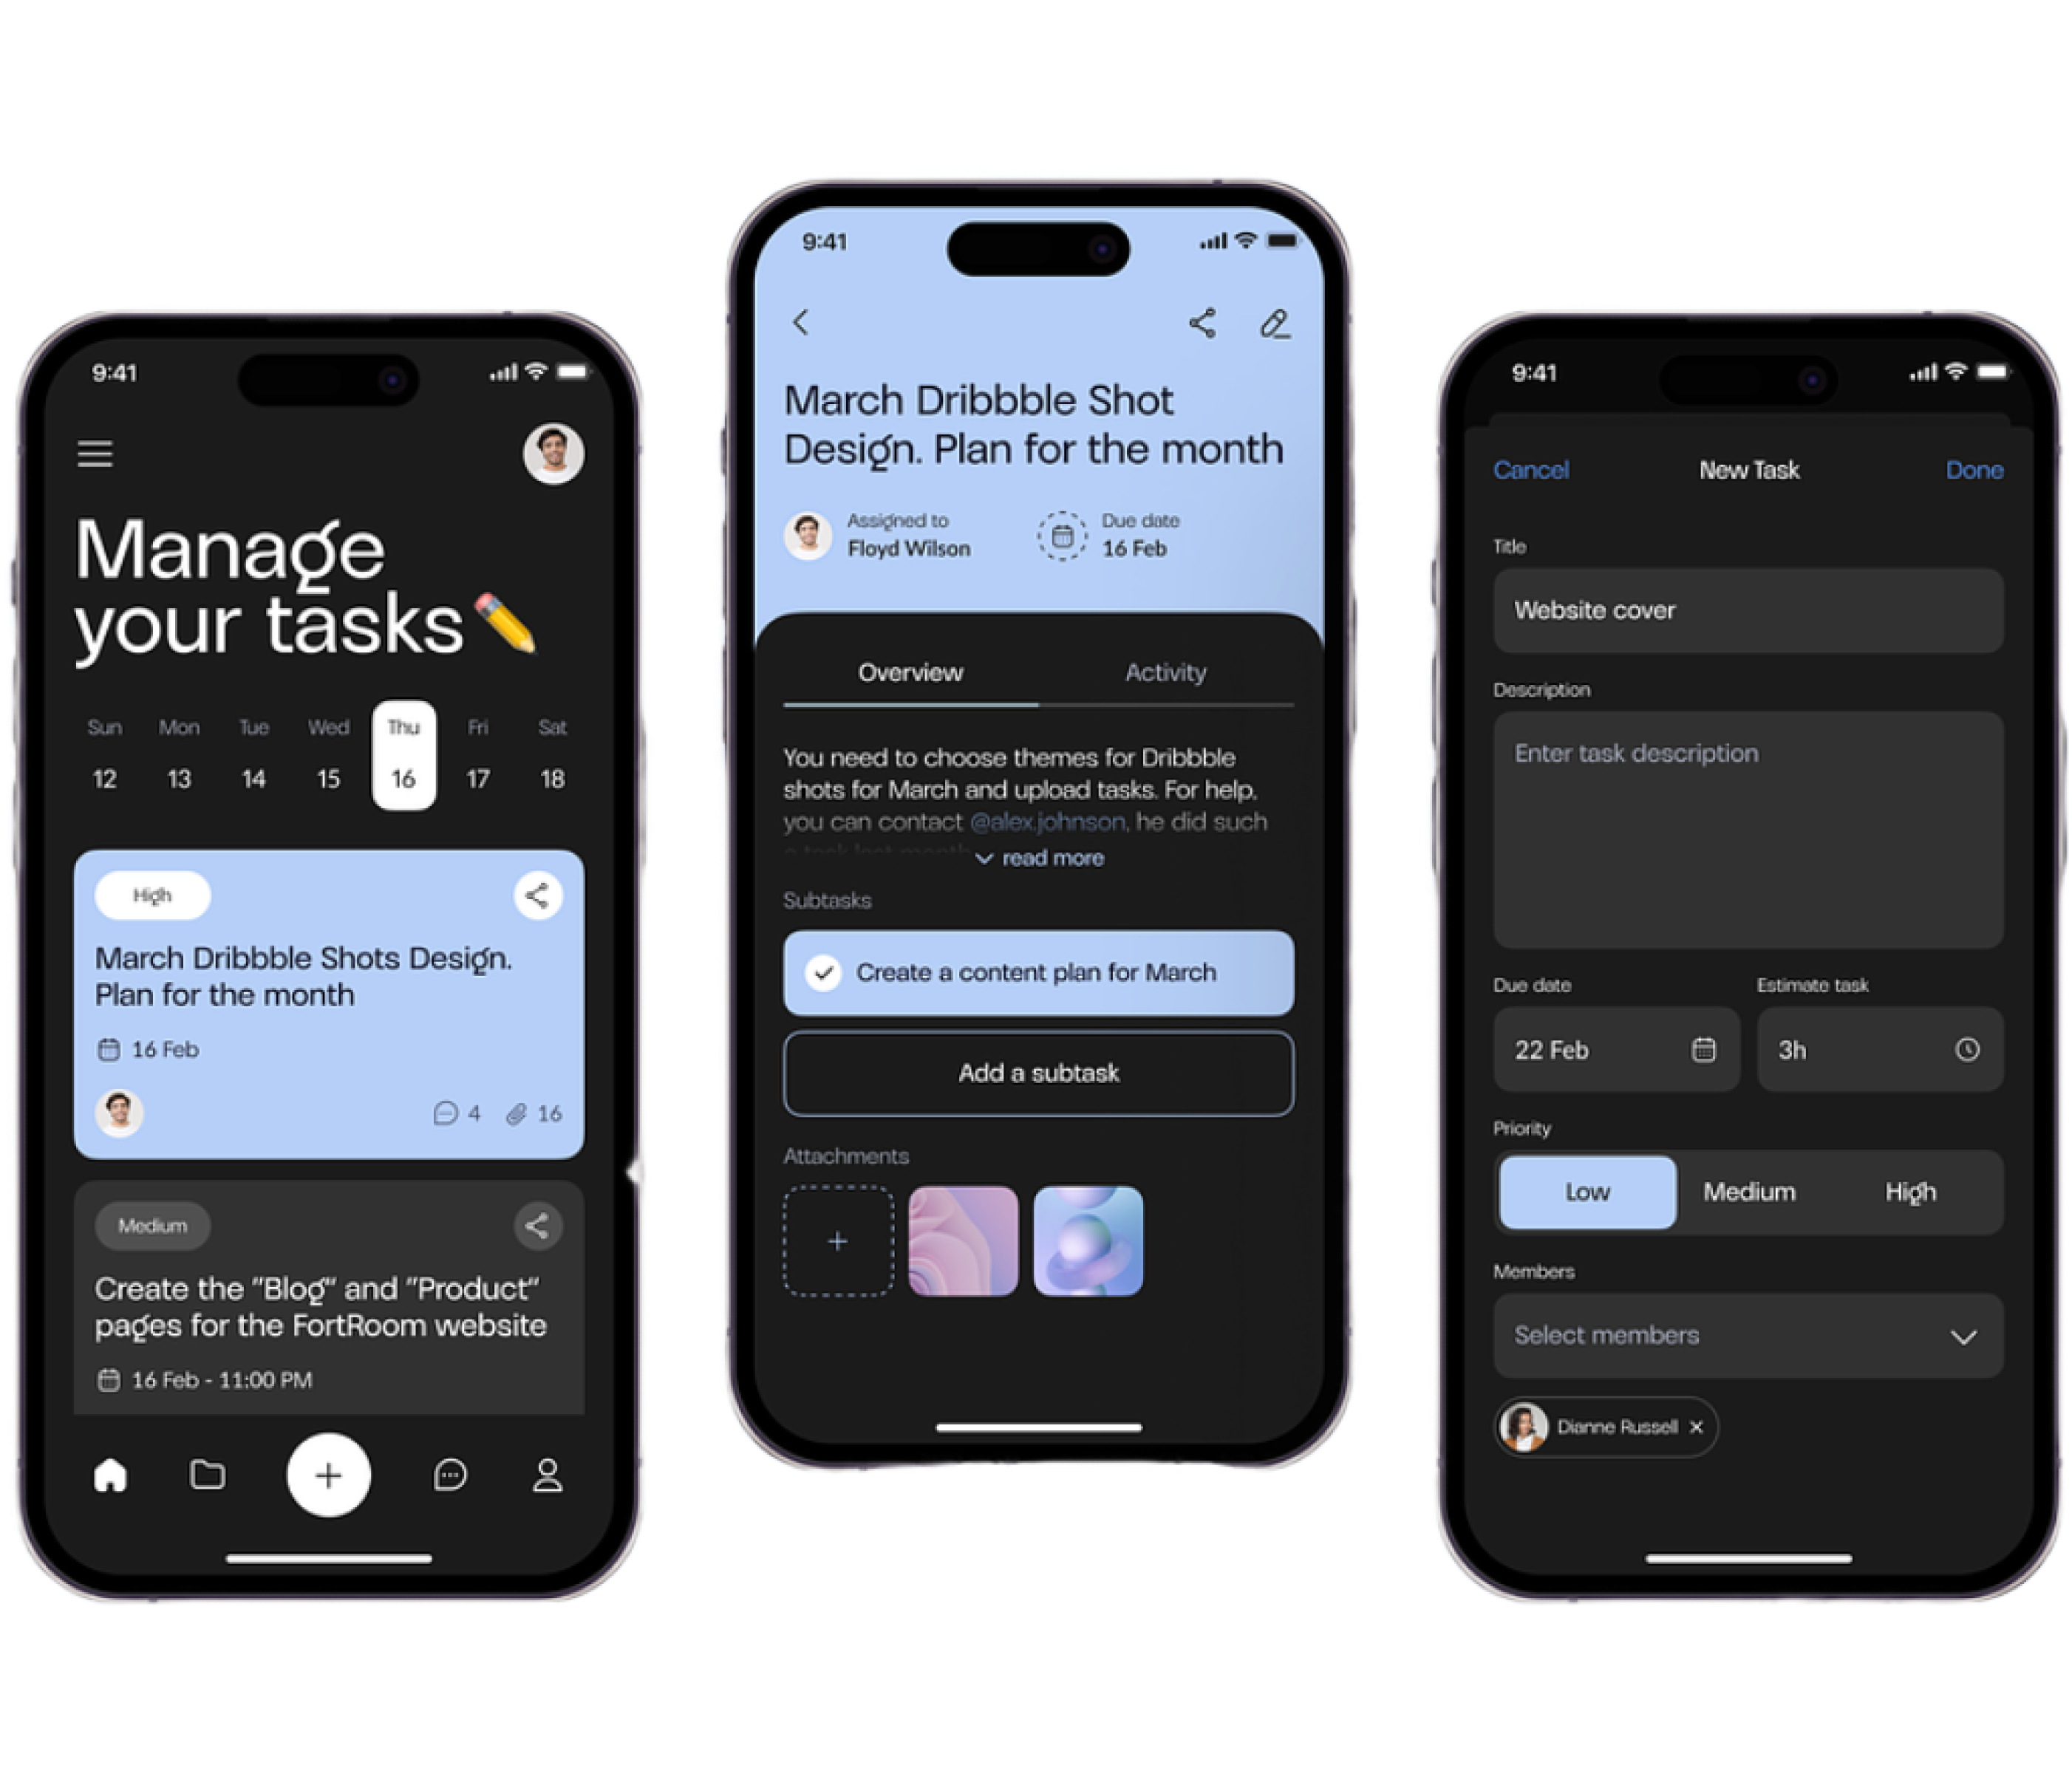 9:41
Manage
your tasks
Sun Mon Tue Wed Thu Fri Sat
12 13 14 15 16 17 18
High
March Dribbble Shots Design.
Plan for the month
16 Feb
4 16
Medium
Create the "Blog" and "Product"
pages for the FortRoom website
16 Feb - 11:00 PM
9:41
March Dribbble Shot
Design. Plan for the month
Assigned to
Floyd Wilson
Due date
16 Feb
Overview Activity
You need to choose themes for Dribbble
shots for March and upload tasks. For help,
you can contact @alex.johnson, he did such
a task last month
read more
Subtasks
Create a content plan for March
Add a subtask
Attachments
9:41
Cancel New Task Done
Title
Website cover
Description
Enter task description
Due date Estimate task
22 Feb 3h
Priority
Low Medium High
Members
Select members
Dianne Russell